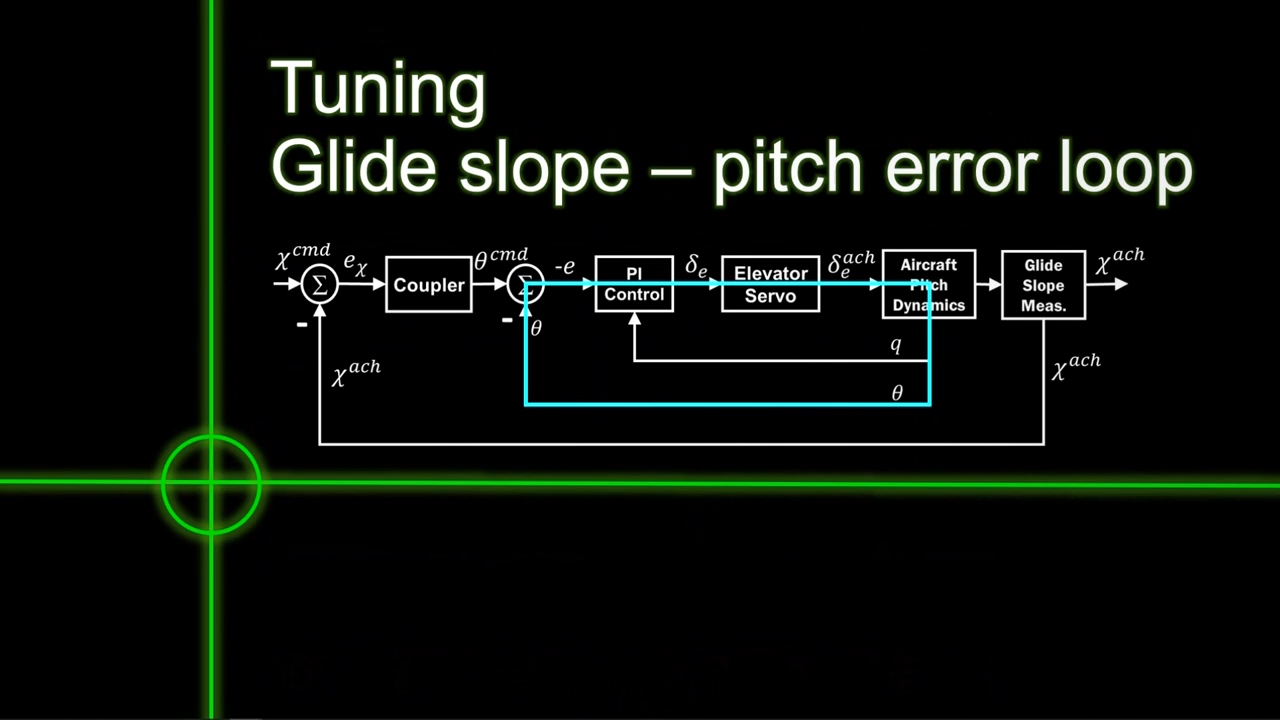 Tuning
Glide slope – pitch error loop
χ^cmd
e_χ
Coupler
θ^cmd
Σ
Σ
-e
PI
Control
δ_e
Elevator
Servo
δ_e^ach
Aircraft
Pitch
Dynamics
Glide
Slope
Meas.
χ^ach
-
-
θ
q
χ^ach
χ^ach
θ